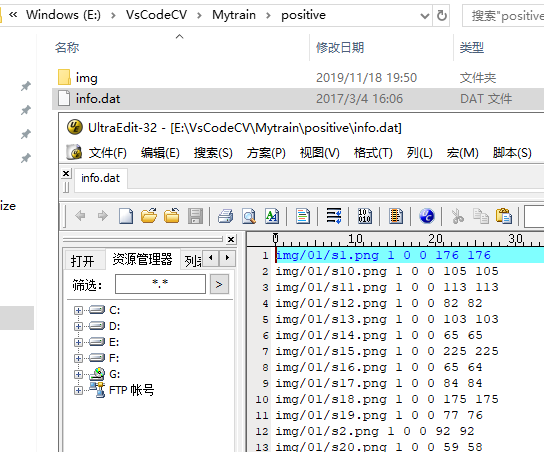 « Windows (E:) > VsCodeCV > Mytrain > positive
搜索"positive
名称 修改日期 类型
img 2019/11/18 19:50 文件夹
info.dat 2017/3/4 16:06 DAT 文件
ize
UltraEdit-32 - [E:\VsCodeCV\Mytrain\positive\info.dat]
文件(F) 编辑(E) 搜索(S) 方案(P) 视图(V) 格式(T) 列(L) 宏(M) 脚本(S)
info.dat
打开 资源管理器 列表
筛选: *.* >
C:
D:
E:
F:
G:
FTP 帐号
0 10 20 30
1 img/01/s1.png 1 0 0 176 176
2 img/01/s10.png 1 0 0 105 105
3 img/01/s11.png 1 0 0 113 113
4 img/01/s12.png 1 0 0 82 82
5 img/01/s13.png 1 0 0 103 103
6 img/01/s14.png 1 0 0 65 65
7 img/01/s15.png 1 0 0 225 225
8 img/01/s16.png 1 0 0 65 64
9 img/01/s17.png 1 0 0 84 84
10 img/01/s18.png 1 0 0 175 175
11 img/01/s19.png 1 0 0 77 76
12 img/01/s2.png 1 0 0 92 92
13 img/01/s20.png 1 0 0 59 58